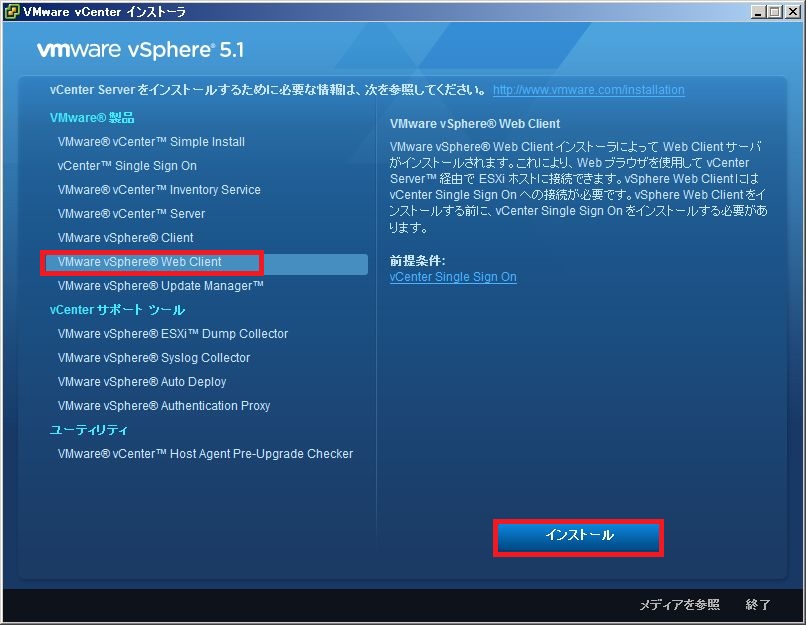 VMware vCenter インストーラ
vmware vSphere® 5.1
vCenter Server をインストールするために必要な情報は、次を参照してください。 http://www.vmware.com/installation
VMware® 製品
VMware® vCenter™ Simple Install
vCenter™ Single Sign On
VMware® vCenter™ Inventory Service
VMware® vCenter™ Server
VMware vSphere® Client
VMware vSphere® Web Client
VMware vSphere® Update Manager™
vCenter サポート ツール
VMware vSphere® ESXi™ Dump Collector
VMware vSphere® Syslog Collector
VMware vSphere® Auto Deploy
VMware vSphere® Authentication Proxy
ユーティリティ
VMware® vCenter™ Host Agent Pre-Upgrade Checker
VMware vSphere® Web Client
VMware vSphere® Web Client インストーラによって Web Client サーバ
がインストールされます。これにより、Web ブラウザを使用して vCenter
Server™ 経由で ESXi ホストに接続できます。vSphere Web Client には
vCenter Single Sign On への接続が必要です。vSphere Web Client をイ
ンストールする前に、vCenter Single Sign On をインストールする必要があ
ります。
前提条件:
vCenter Single Sign On
インストール
メディアを参照 終了